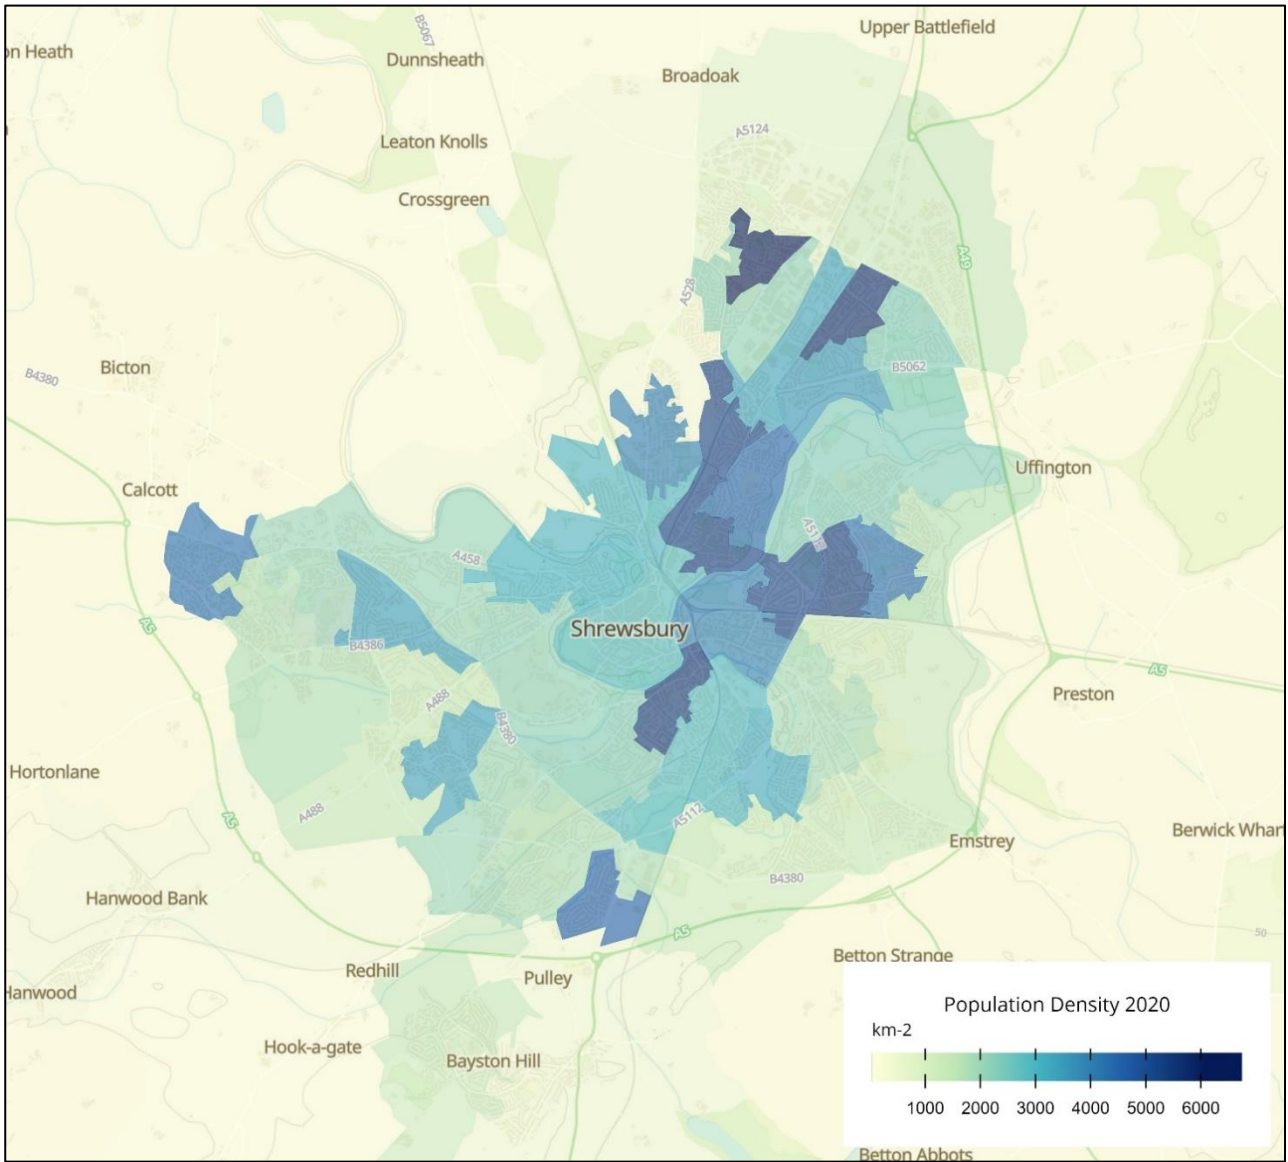 Upper Battlefield
B5067
on Heath
Dunnsheath
Broadoak
A5124
Leaton Knolls
Crossgreen
A49
A528
Bicton
B4380
B5062
Uffington
Calcott
A5112
A458
A5
Shrewsbury
B4386
A5
Preston
A488
B4380
Hortonlane
A488
A5
A5112
Berwick Wharf
Emstrey
B4380
Hanwood Bank
A5
50
Betton Strange
Redhill
Pulley
Hanwood
Population Density 2020
km-2
Hook-a-gate
Bayston Hill
1000 2000 3000 4000 5000 6000
Betton Abbots